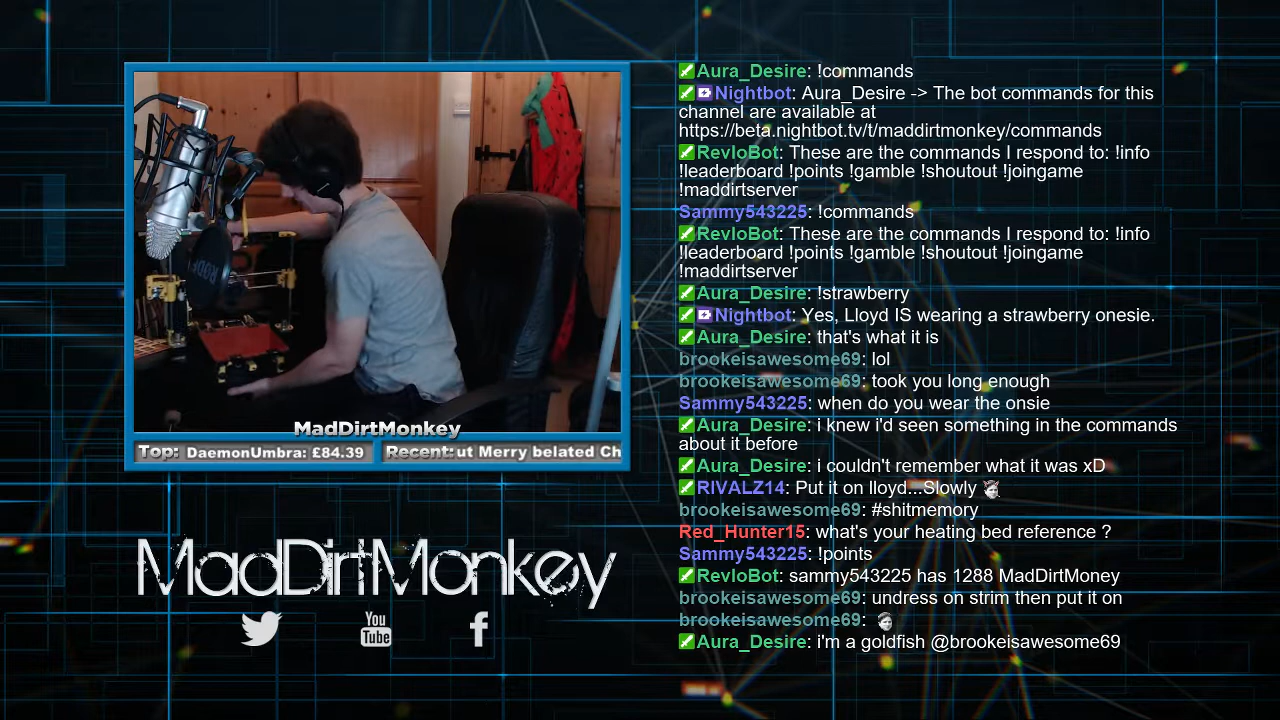 Aura_Desire: !commands
Nightbot: Aura_Desire -> The bot commands for this
channel are available at
https://beta.nightbot.tv/t/maddirtmonkey/commands
RevloBot: These are the commands I respond to: !info
!leaderboard !points !gamble !shoutout !joingame
!maddirtserver
Sammy543225: !commands
RevloBot: These are the commands I respond to: !info
!leaderboard !points !gamble !shoutout !joingame
!maddirtserver
Aura_Desire: !strawberry
Nightbot: Yes, Lloyd IS wearing a strawberry onesie.
Aura_Desire: that's what it is
brookeisawesome69: lol
brookeisawesome69: took you long enough
Sammy543225: when do you wear the onsie
Aura_Desire: i knew i'd seen something in the commands
about it before
Aura_Desire: i couldn't remember what it was xD
RIVALZ14: Put it on lloyd...Slowly
brookeisawesome69: #shitmemory
Red_Hunter15: what's your heating bed reference ?
Sammy543225: !points
RevloBot: sammy543225 has 1288 MadDirtMoney
brookeisawesome69: undress on strim then put it on
brookeisawesome69:
Aura_Desire: i'm a goldfish @brookeisawesome69
RODE
MadDirtMonkey
Top: DaemonUmbra: £84.39
Recent: ut Merry belated Ch
MadDirtMonkey
You
Tube